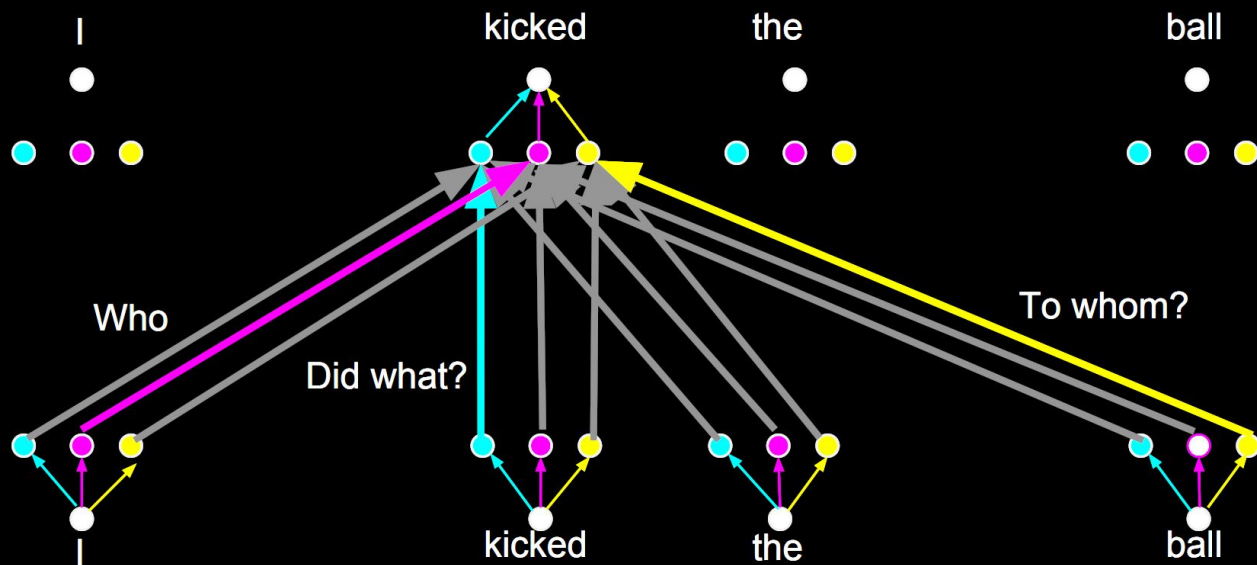 I kicked the ball
Who
To whom?
Did what?
I kicked the ball